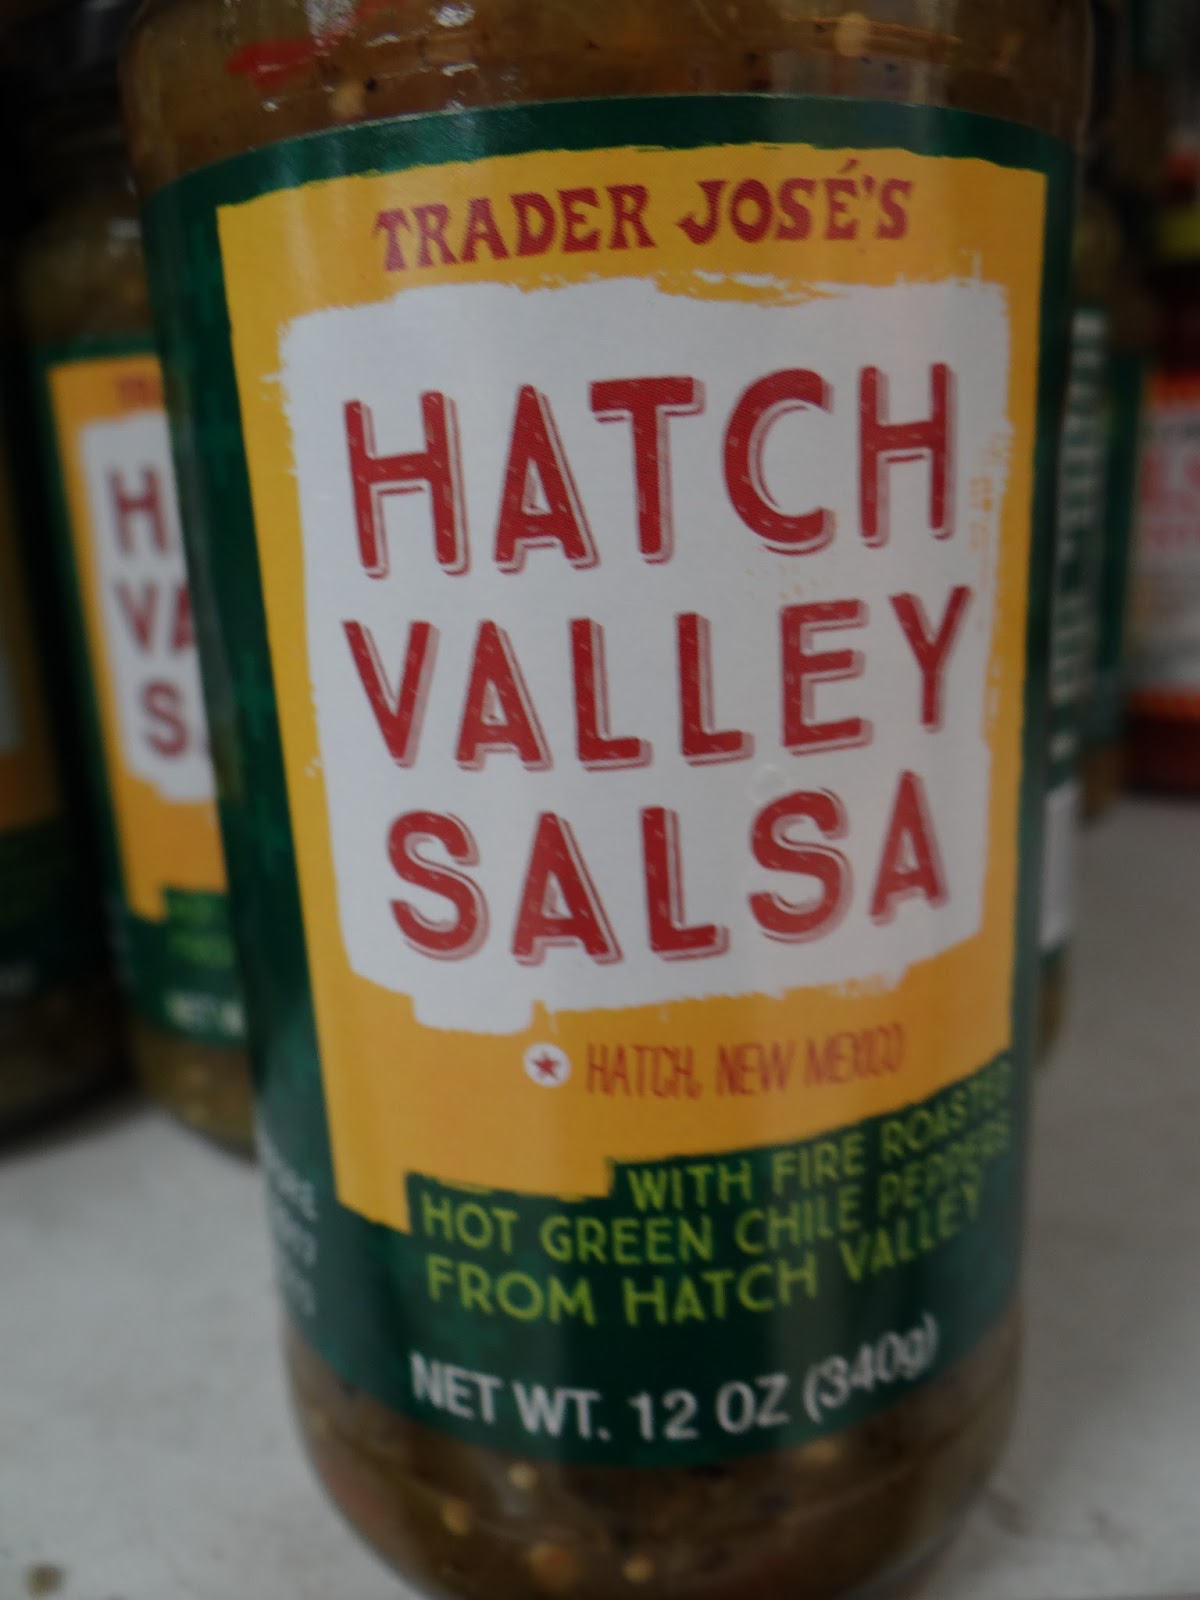 TRADER JOSÉ'S
HATCH
VALLEY
SALSA
HATCH, NEW MEXICO
WITH FIRE ROASTED
HOT GREEN CHILE PEPPERS
FROM HATCH VALLEY
NET WT. 12 OZ (340g)
H
VA
S